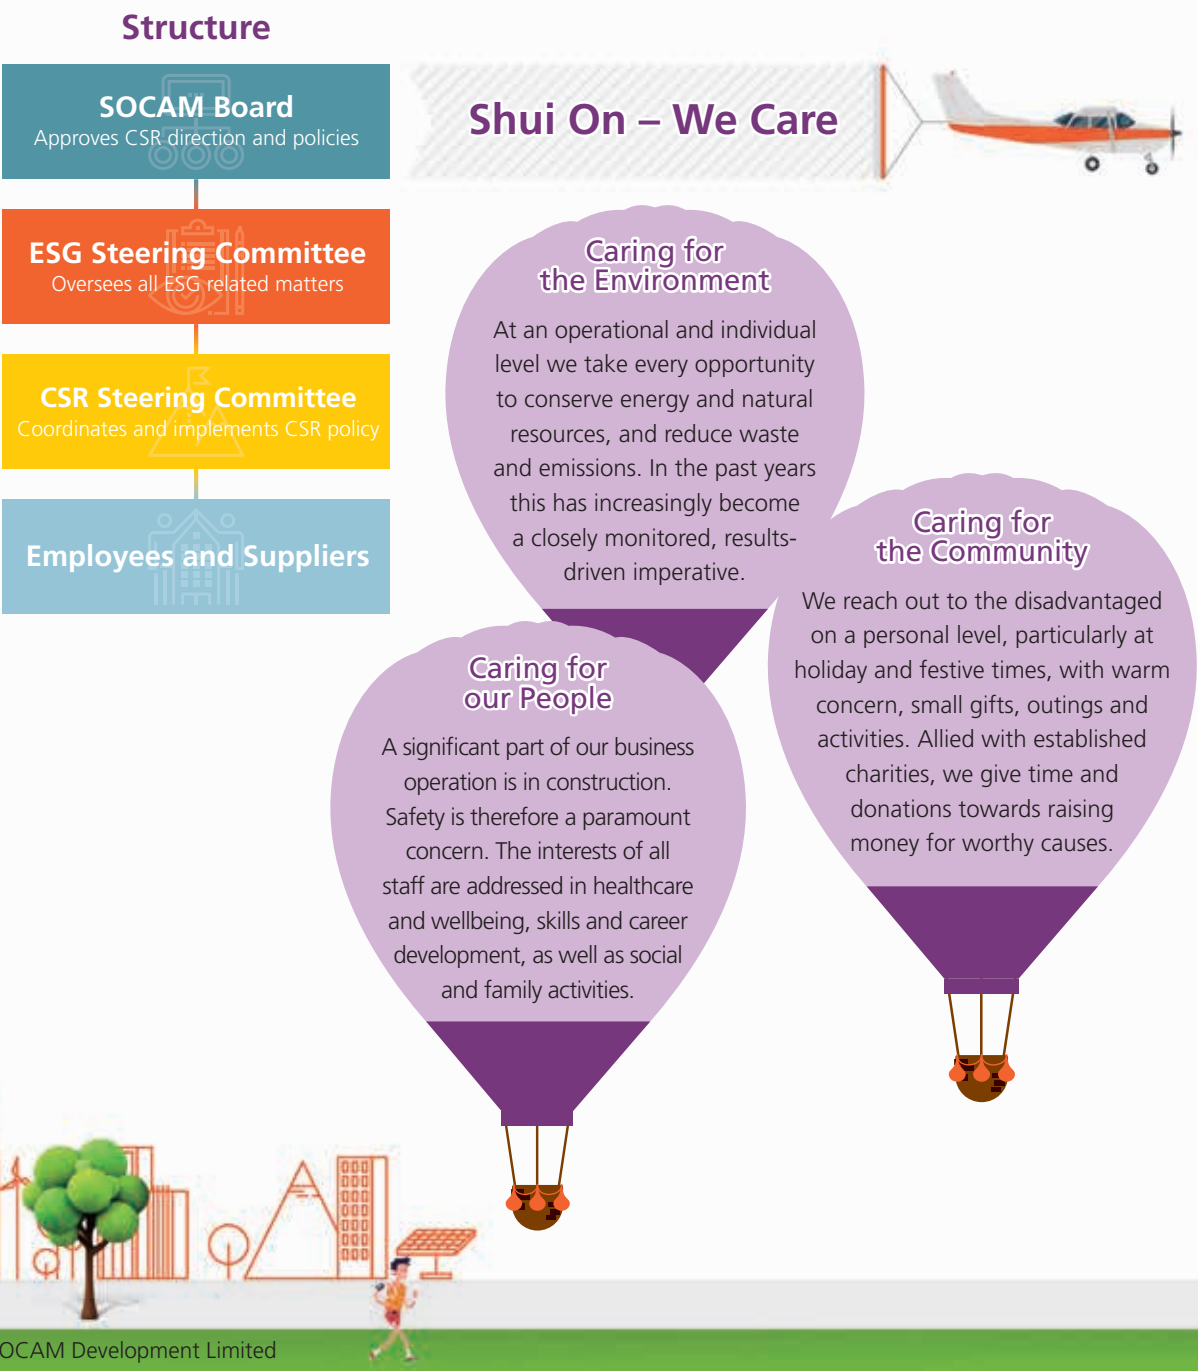 Structure
SOCAM Board
Approves CSR direction and policies
ESG Steering Committee
Oversees all ESG related matters
CSR Steering Committee
Coordinates and implements CSR policy
Employees and Suppliers
Shui On – We Care
Caring for
the Environment
At an operational and individual
level we take every opportunity
to conserve energy and natural
resources, and reduce waste
and emissions. In the past years
this has increasingly become
a closely monitored, results-
driven imperative.
Caring for
the Community
We reach out to the disadvantaged
on a personal level, particularly at
holiday and festive times, with warm
concern, small gifts, outings and
activities. Allied with established
charities, we give time and
donations towards raising
money for worthy causes.
Caring for
our People
A significant part of our business
operation is in construction.
Safety is therefore a paramount
concern. The interests of all
staff are addressed in healthcare
and wellbeing, skills and career
development, as well as social
and family activities.
OCAM Development Limited